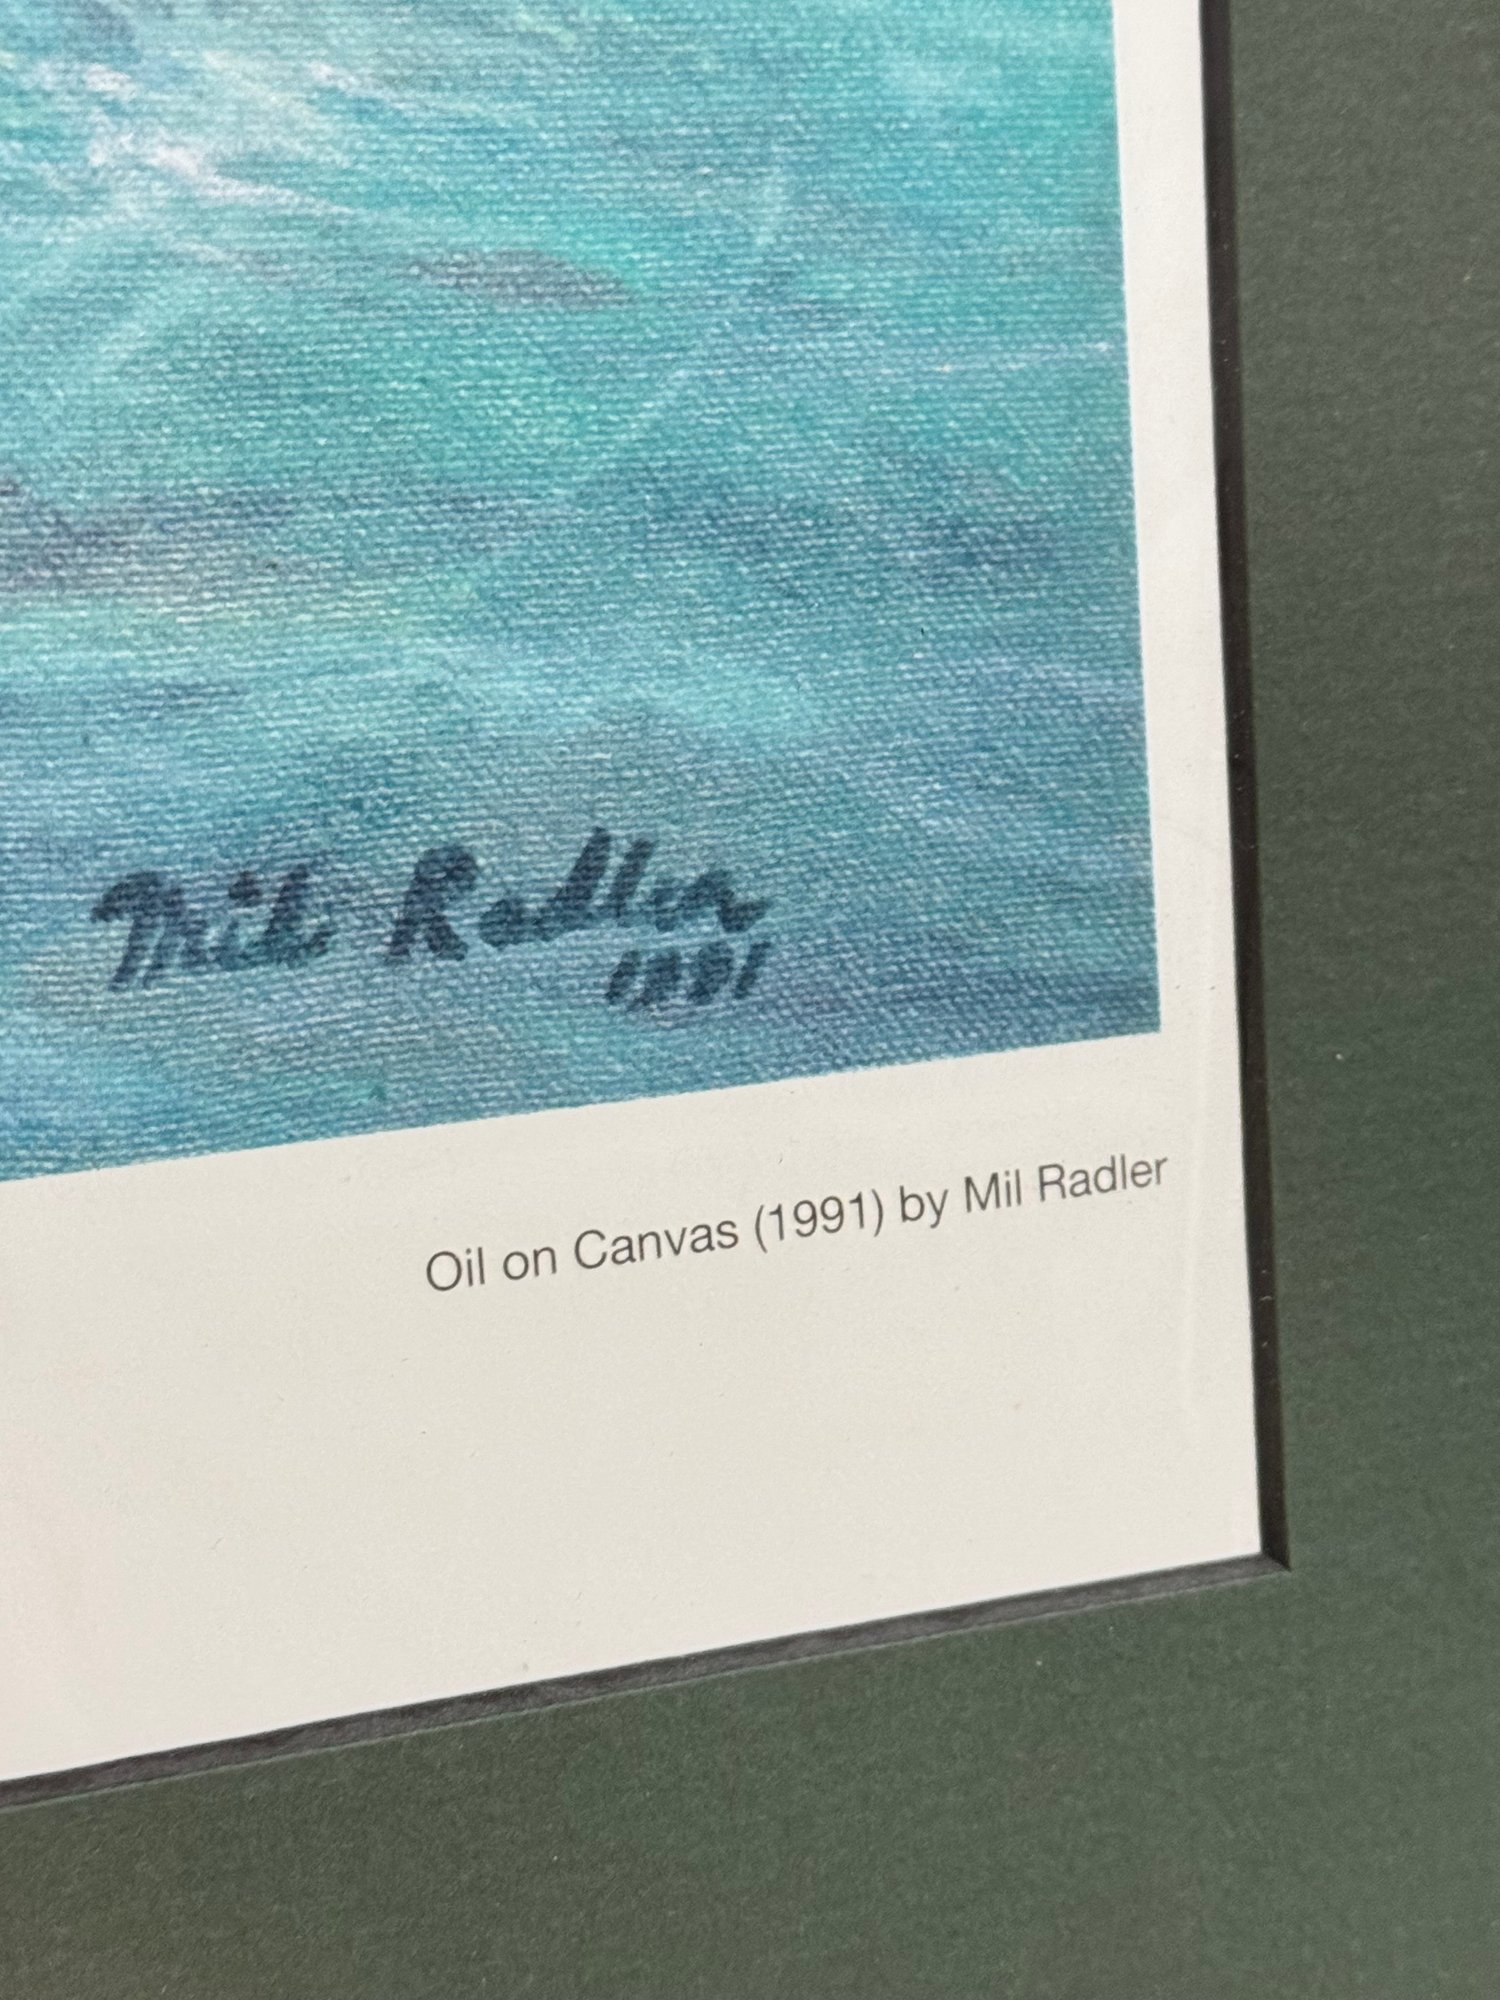 Mil Radler
1991
Oil on Canvas (1991) by Mil Radler